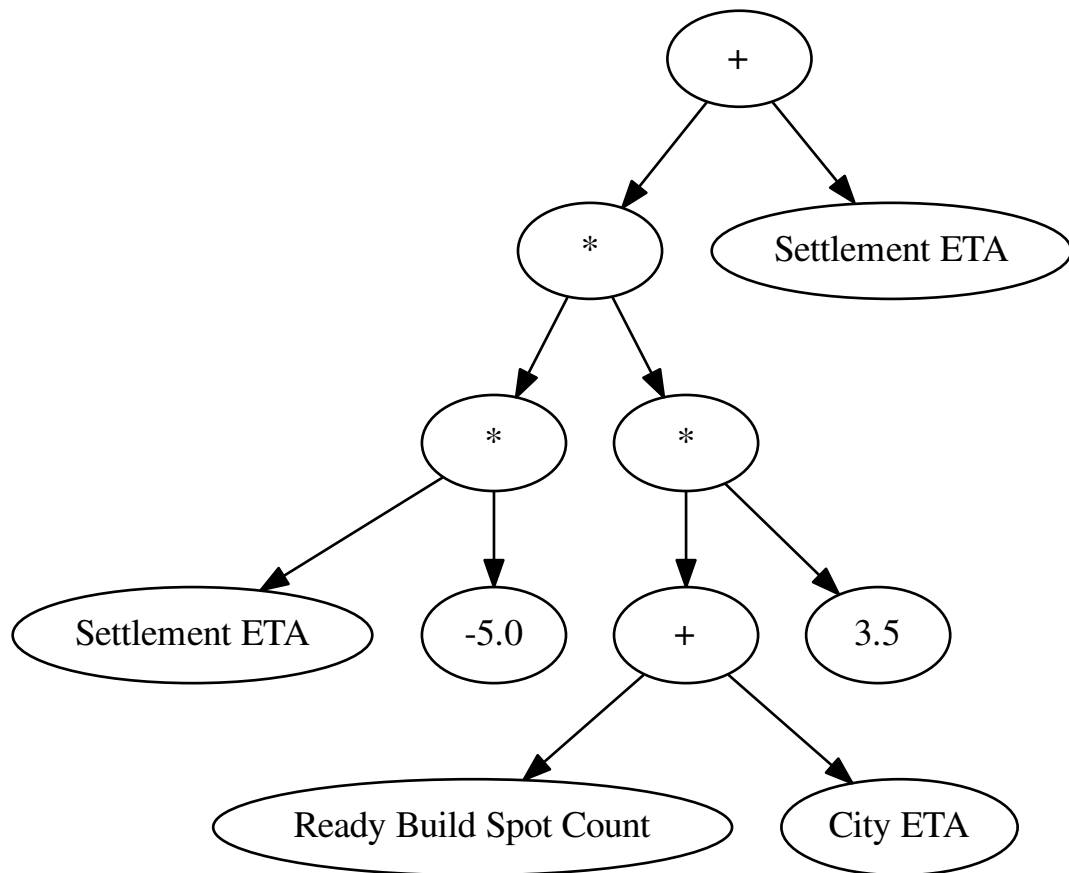 +
*
Settlement ETA
*
*
Settlement ETA
-5.0
+
3.5
Ready Build Spot Count
City ETA